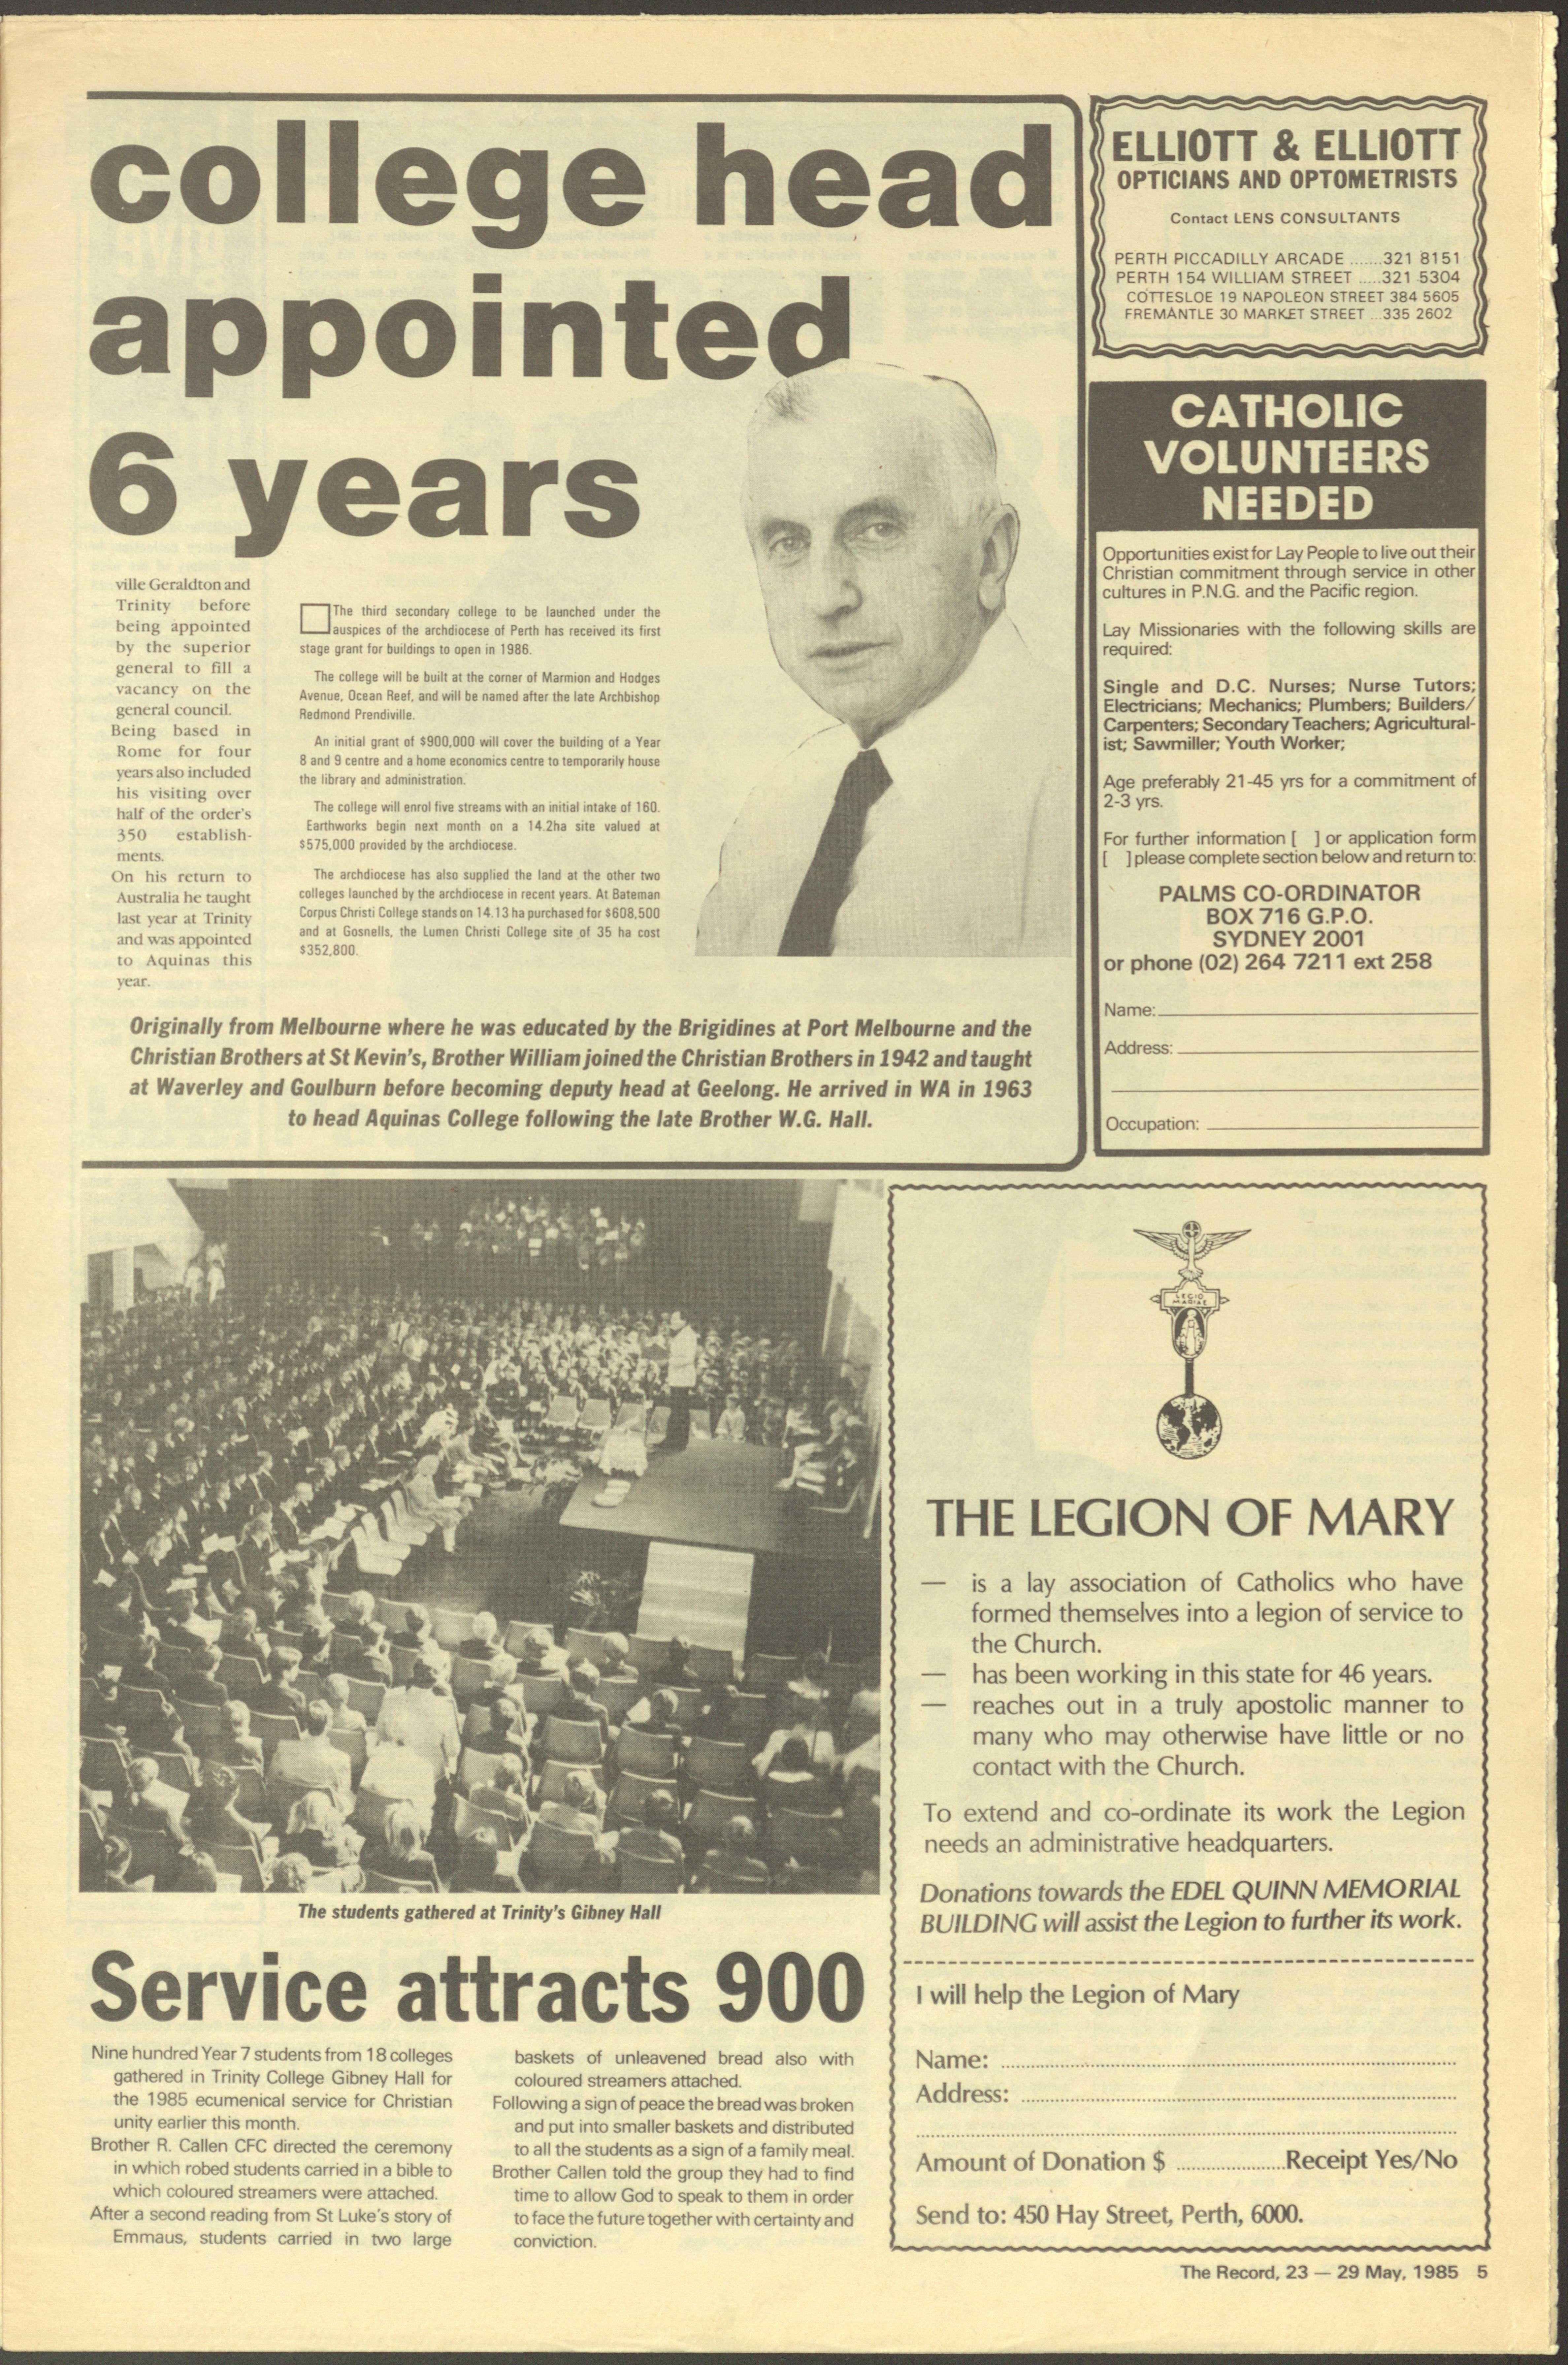 college head
appointed
6 years
ville Geraldton and
Trinity before
being appointed
by the superior
general to fill a
vacancy on the
general council.
Being based in
Rome for four
years also included
his visiting over
half of the order's
350 establish-
ments.
On his return to
Australia he taught
last year at Trinity
and was appointed
to Aquinas this
year.
The third secondary college to be launched under the
auspices of the archdiocese of Perth has received its first
stage grant for buildings to open in 1986.
The college will be built at the corner of Marmion and Hodges
Avenue, Ocean Reef, and will be named after the late Archbishop
Redmond Prendiville.
An initial grant of $900,000 will cover the building of a Year
8 and 9 centre and a home economics centre to temporarily house
the library and administration.
The college will enrol five streams with an initial intake of 160.
Earthworks begin next month on a 14.2ha site valued at
$575,000 provided by the archdiocese.
The archdiocese has also supplied the land at the other two
colleges launched by the archdiocese in recent years. At Bateman
Corpus Christi College stands on 14.13 ha purchased for $608,500
and at Gosnells, the Lumen Christi College site of 35 ha cost
$352,800.
Originally from Melbourne where he was educated by the Brigidines at Port Melbourne and the
Christian Brothers at St Kevin's, Brother William joined the Christian Brothers in 1942 and taught
at Waverley and Goulburn before becoming deputy head at Geelong. He arrived in WA in 1963
to head Aquinas College following the late Brother W.G. Hall.
ELLIOTT & ELLIOTT
OPTICIANS AND OPTOMETRISTS
Contact LENS CONSULTANTS
PERTH PICCADILLY ARCADE .......321 8151
PERTH 154 WILLIAM STREET .....321 5304
COTTESLOE 19 NAPOLEON STREET 384 5605
FREMANTLE 30 MARKET STREET ...335 2602
CATHOLIC
VOLUNTEERS
NEEDED
Opportunities exist for Lay People to live out their
Christian commitment through service in other
cultures in P.N.G. and the Pacific region.
Lay Missionaries with the following skills are
required:
Single and D.C. Nurses; Nurse Tutors;
Electricians; Mechanics; Plumbers; Builders/
Carpenters; Secondary Teachers; Agricultural-
ist; Sawmiller; Youth Worker;
Age preferably 21-45 yrs for a commitment of
2-3 yrs.
For further information [ ] or application form
[ ] please complete section below and return to:
PALMS CO-ORDINATOR
BOX 716 G.P.O.
SYDNEY 2001
or phone (02) 264 7211 ext 258
Name:
Address:
Occupation:
The students gathered at Trinity's Gibney Hall
Service attracts 900
Nine hundred Year 7 students from 18 colleges
gathered in Trinity College Gibney Hall for
the 1985 ecumenical service for Christian
unity earlier this month.
Brother R. Callen CFC directed the ceremony
in which robed students carried in a bible to
which coloured streamers were attached.
After a second reading from St Luke's story of
Emmaus, students carried in two large
baskets of unleavened bread also with
coloured streamers attached.
Following a sign of peace the bread was broken
and put into smaller baskets and distributed
to all the students as a sign of a family meal.
Brother Callen told the group they had to find
time to allow God to speak to them in order
to face the future together with certainty and
conviction.
LEGIO
MARIAE
THE LEGION OF MARY
— is a lay association of Catholics who have
formed themselves into a legion of service to
the Church.
— has been working in this state for 46 years.
— reaches out in a truly apostolic manner to
many who may otherwise have little or no
contact with the Church.
To extend and co-ordinate its work the Legion
needs an administrative headquarters.
Donations towards the EDEL QUINN MEMORIAL
BUILDING will assist the Legion to further its work.
I will help the Legion of Mary
Name:
Address:
Amount of Donation $ .....................Receipt Yes/No
Send to: 450 Hay Street, Perth, 6000.
The Record, 23 — 29 May, 1985 5